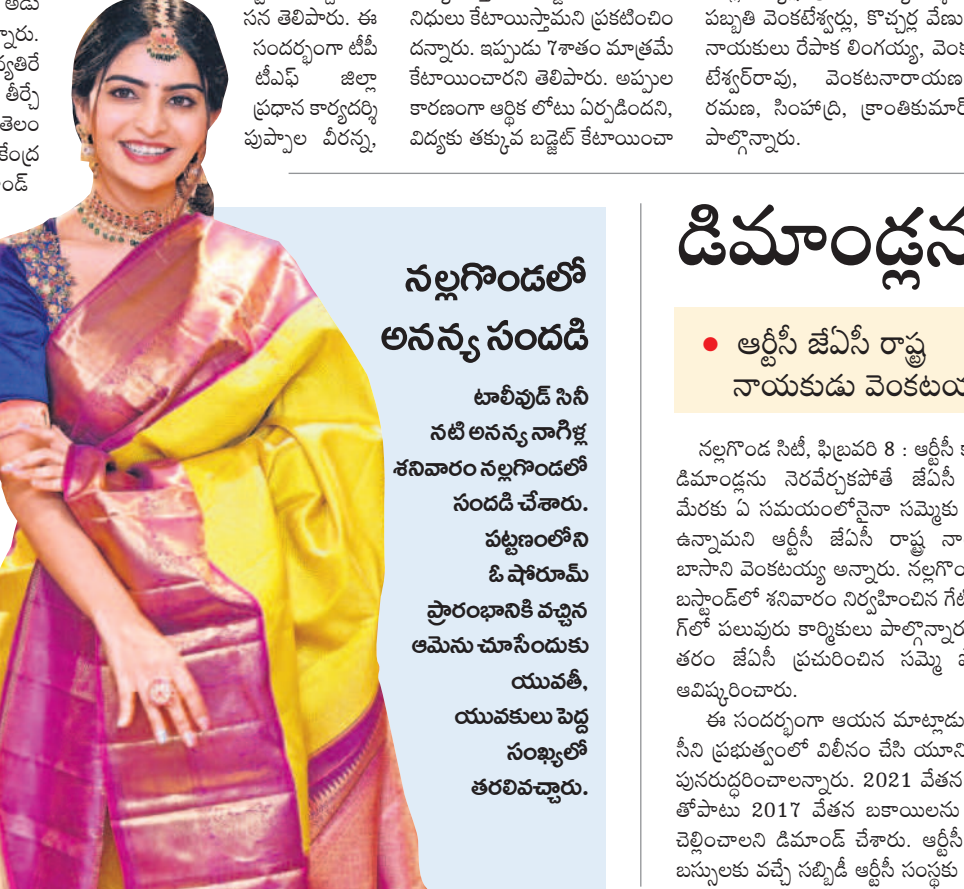 అడు
న్నారు.
వ్యతిరే
తీర్చే
తెలం
కేంద్ర
ండ్
సన తెలిపారు. ఈ
సందర్భంగా టీపీ
టీఎఫ్ జిల్లా
ప్రధాన కార్యదర్శి
పుప్పాల వీరన్న,
నిధులు కేటాయిస్తామని ప్రకటించిం
దన్నారు. ఇప్పుడు 7శాతం మాత్రమే
కేటాయించారని తెలిపారు. అప్పుల
కారణంగా ఆర్థిక లోటు ఏర్పడిందని,
విద్యకు తక్కువ బడ్జెట్ కేటాయించా
పబ్బతి వెంకటేశ్వర్లు, కొచ్చర్ల వేణు
నాయకులు రేపాక లింగయ్య, వెంక
టేశ్వర్‌రావు, వెంకటనారాయణ
రమణ, సింహాద్రి, క్రాంతికుమార్
పాల్గొన్నారు.
నల్లగొండలో
అనన్య సందడి
టాలీవుడ్ సినీ
నటి అనన్య నాగిళ్ల
శనివారం నల్లగొండలో
సందడి చేశారు.
పట్టణంలోని
ఓ షోరూమ్
ప్రారంభానికి వచ్చిన
ఆమెను చూసేందుకు
యువతీ,
యువకులు పెద్ద
సంఖ్యలో
తరలివచ్చారు.
డిమాండ్లన
• ఆర్టీసీ జేఏసీ రాష్ట్ర
నాయకుడు వెంకటయ
నల్లగొండ సిటీ, ఫిబ్రవరి 8 : ఆర్టీసీ
డిమాండ్లను నెరవేర్చకపోతే జేఏసీ
మేరకు ఏ సమయంలోనైనా సమ్మెకు
ఉన్నామని ఆర్టీసీ జేఏసీ రాష్ట్ర నా
బాసాని వెంకటయ్య అన్నారు. నల్లగొం
బస్టాండ్‌లో శనివారం నిర్వహించిన గేట
గ్‌లో పలువురు కార్మికులు పాల్గొన్నార
తరం జేఏసీ ప్రచురించిన సమ్మె
ఆవిష్కరించారు.
ఈ సందర్భంగా ఆయన మాట్లాడు
సీని ప్రభుత్వంలో విలీనం చేసి యూని
పునరుద్ధరించాలన్నారు. 2021 వేతన
తోపాటు 2017 వేతన బకాయిలను
చెల్లించాలని డిమాండ్ చేశారు. ఆర్టీసీ
బస్సులకు వచ్చే సబ్సిడీ ఆర్టీసీ సంస్థకు